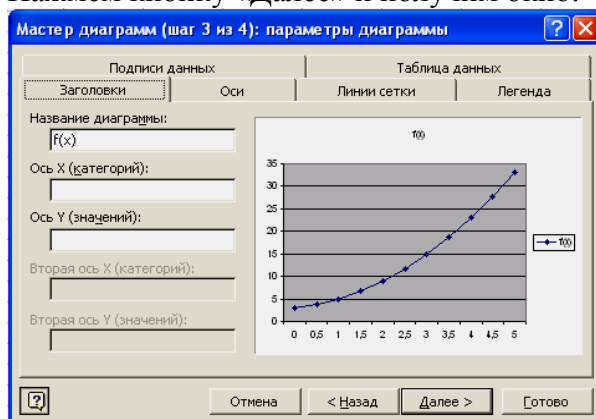 Нажмем кнопку «Далее» и получим окно:
Мастер диаграмм (шаг 3 из 4): параметры диаграммы
Подписи данных
Таблица данных
Заголовки
Оси
Линии сетки
Легенда
Название диаграммы:
f(x)
Ось X (категорий):
Ось Y (значений):
Вторая ось X (категорий):
Вторая ось Y (значений):
f(x)
35
30
25
20
15
10
5
0
0 0,5 1 1,5 2 2,5 3 3,5 4 4,5 5
f(x)
Отмена
< Назад
Далее >
Готово